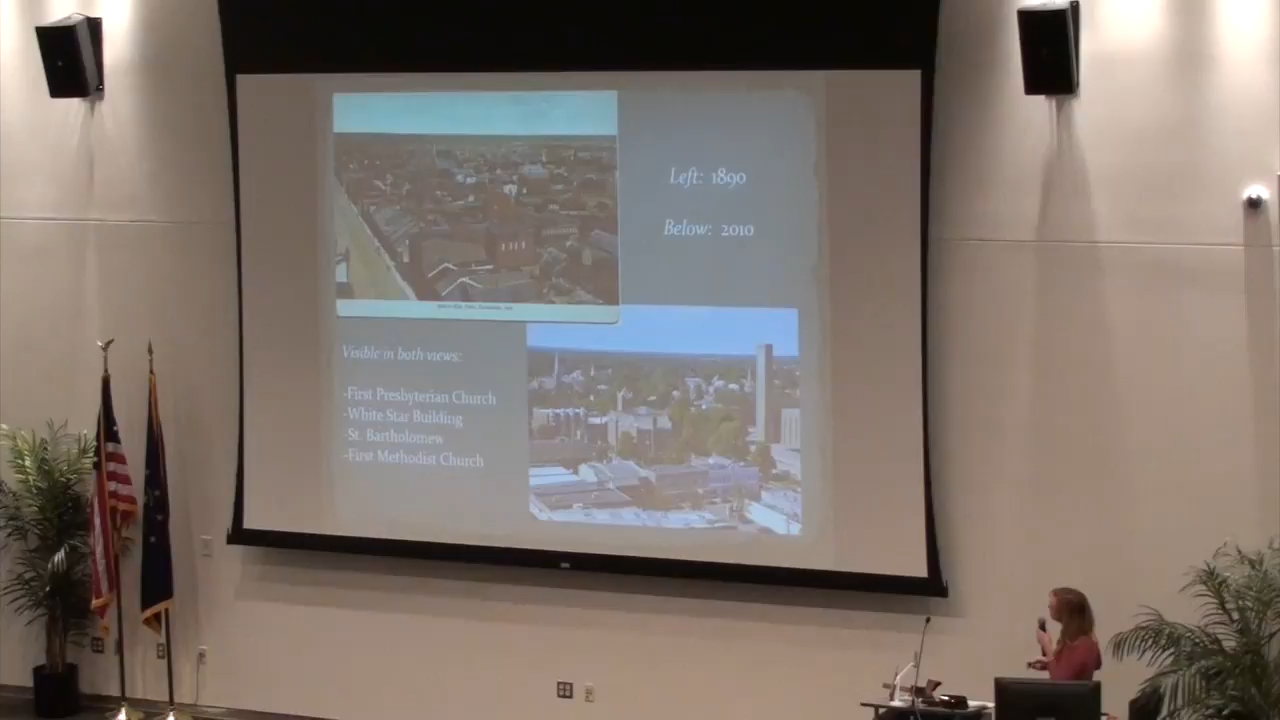 Left: 1890
Below: 2010
Visible in both views:
-First Presbyterian Church
-White Star Building
-St. Bartholomew
-First Methodist Church